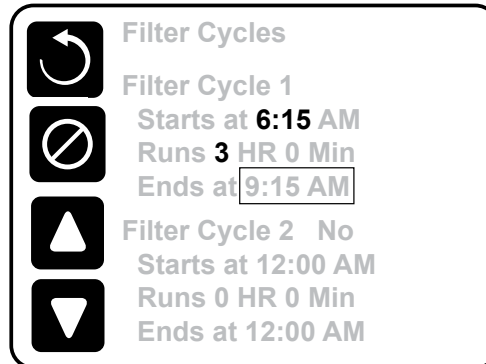 Filter Cycles
Filter Cycle 1
Starts at 6:15 AM
Runs 3 HR 0 Min
Ends at 9:15 AM
Filter Cycle 2 No
Starts at 12:00 AM
Runs 0 HR 0 Min
Ends at 12:00 AM